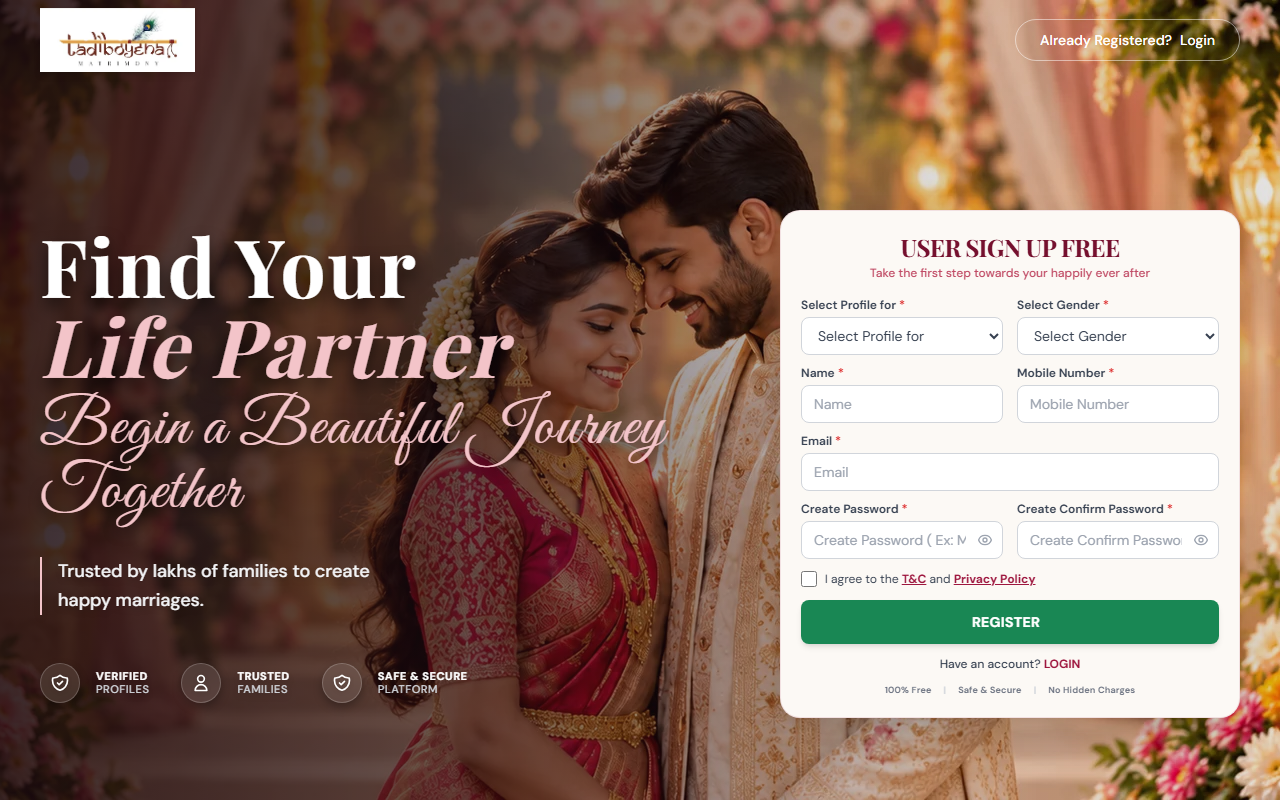 tadiboyena
MATRIMONY
Already Registered? Login
Find Your
Life Partner
Begin a Beautiful Journey
Together
Trusted by lakhs of families to create
happy marriages.
VERIFIED
PROFILES
TRUSTED
FAMILIES
SAFE & SECURE
PLATFORM
USER SIGN UP FREE
Take the first step towards your happily ever after
Select Profile for *
Select Gender *
Select Profile for
Select Gender
Name *
Mobile Number *
Name
Mobile Number
Email *
Email
Create Password *
Create Confirm Password *
Create Password ( Ex: M
Create Confirm Passwo
I agree to the T&C and Privacy Policy
REGISTER
Have an account? LOGIN
100% Free | Safe & Secure | No Hidden Charges